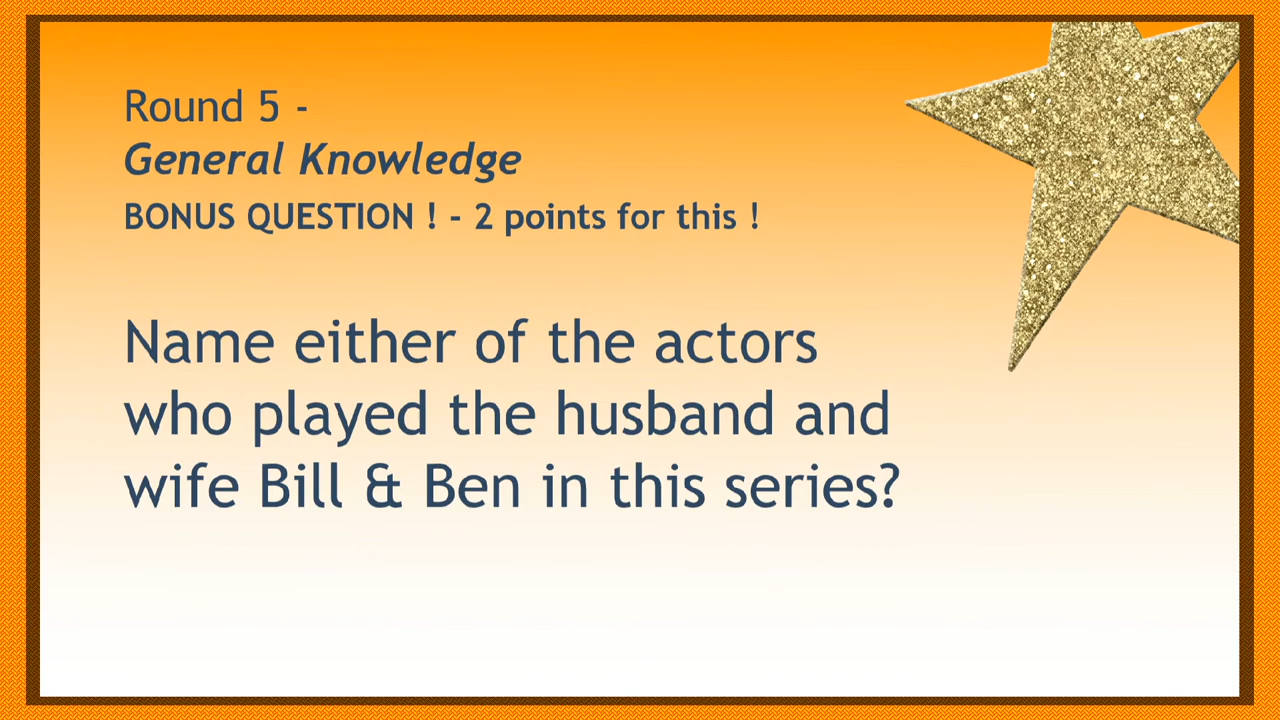 Round 5 -
General Knowledge
BONUS QUESTION ! - 2 points for this !
Name either of the actors
who played the husband and
wife Bill & Ben in this series?